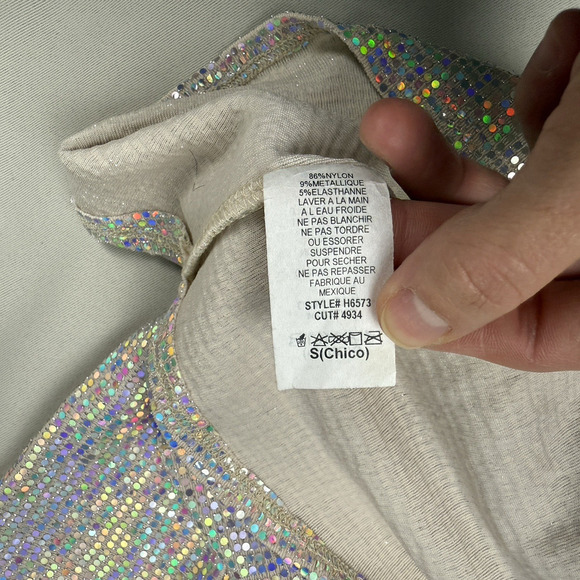 86%NYLON
9%METALLIQUE
5%ELASTHANNE
LAVER A LA MAIN
A L'EAU FROIDE
NE PAS BLANCHIR
NE PAS TORDRE
OU ESSORER
SUSPENDRE
POUR SECHER
NE PAS REPASSER
FABRIQUE AU
MEXIQUE
STYLE# H6573
CUT# 4934
S(Chico)